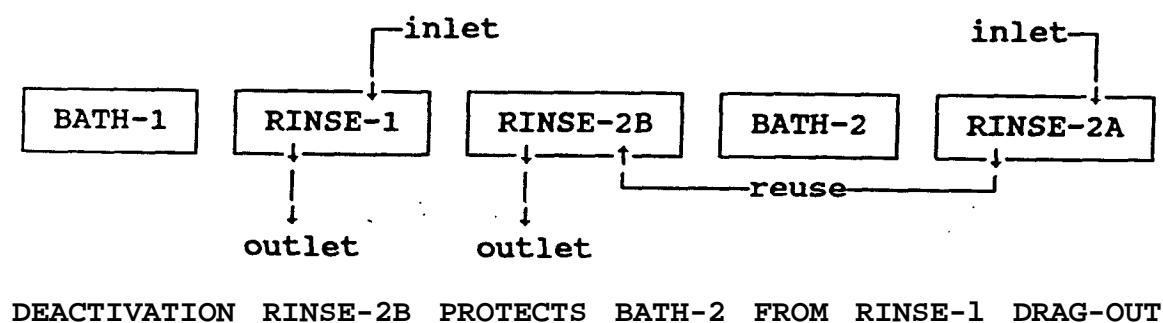 inlet inlet
BATH-1 RINSE-1 RINSE-2B BATH-2 RINSE-2A
reuse
outlet outlet
DEACTIVATION RINSE-2B PROTECTS BATH-2 FROM RINSE-1 DRAG-OUT